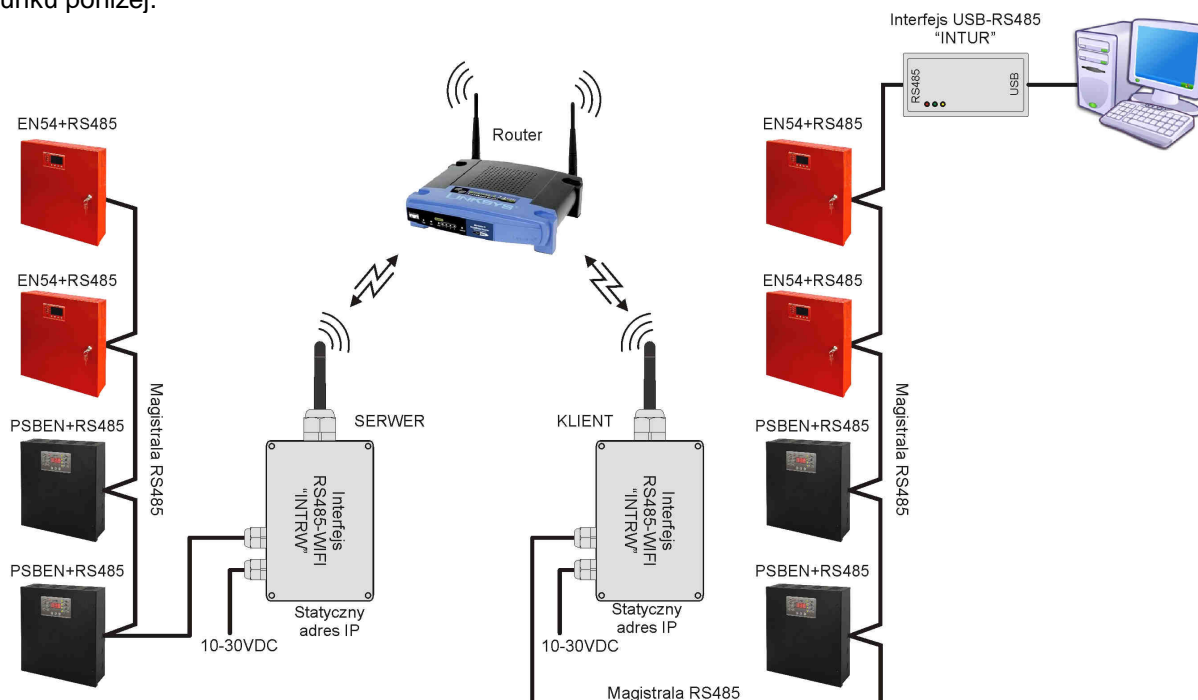 unku poniżej.
Interfejs USB-RS485
"INTUR"
RS485
USB
EN54+RS485
Router
LINKSYS
EN54+RS485
EN54+RS485
EN54+RS485
Magistrala RS485
PSBEN+RS485
SERWER
KLIENT
PSBEN+RS485
Magistrala RS485
Interfejs
RS485-WIFI
"INTRW"
Interfejs
RS485-WIFI
"INTRW"
PSBEN+RS485
PSBEN+RS485
Statyczny
adres IP
Statyczny
adres IP
10-30VDC
10-30VDC
Magistrala RS485